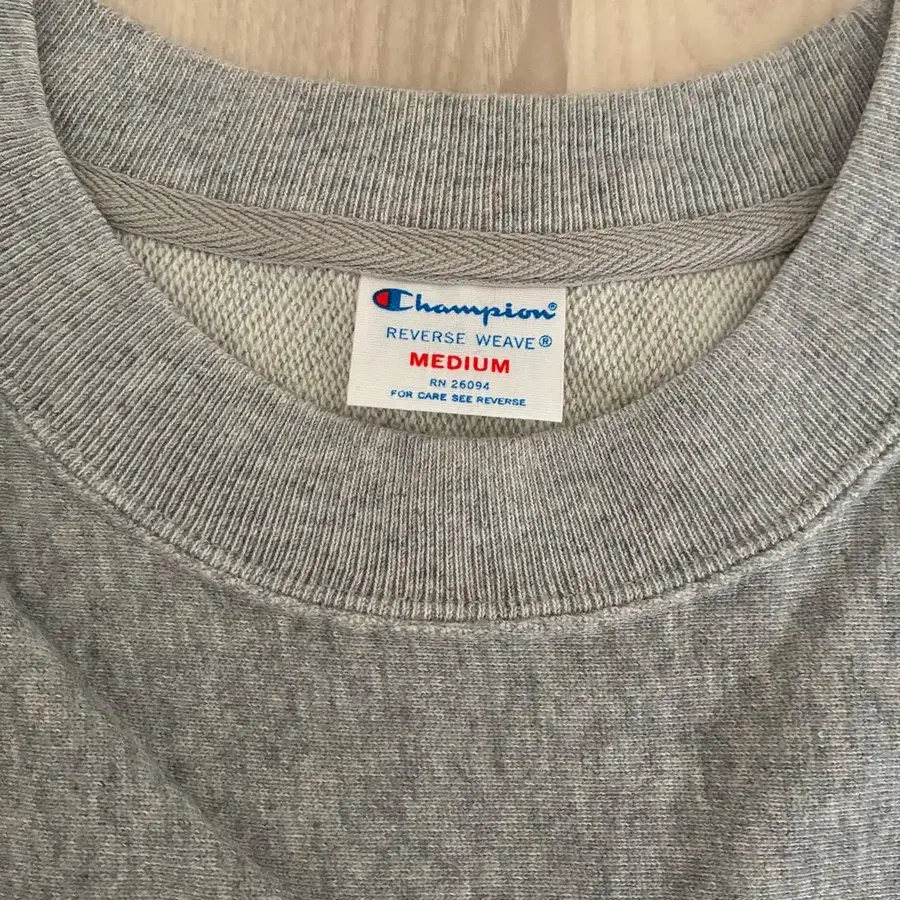 Champion®
REVERSE WEAVE®
MEDIUM
RN 26094
FOR CARE SEE REVERSE